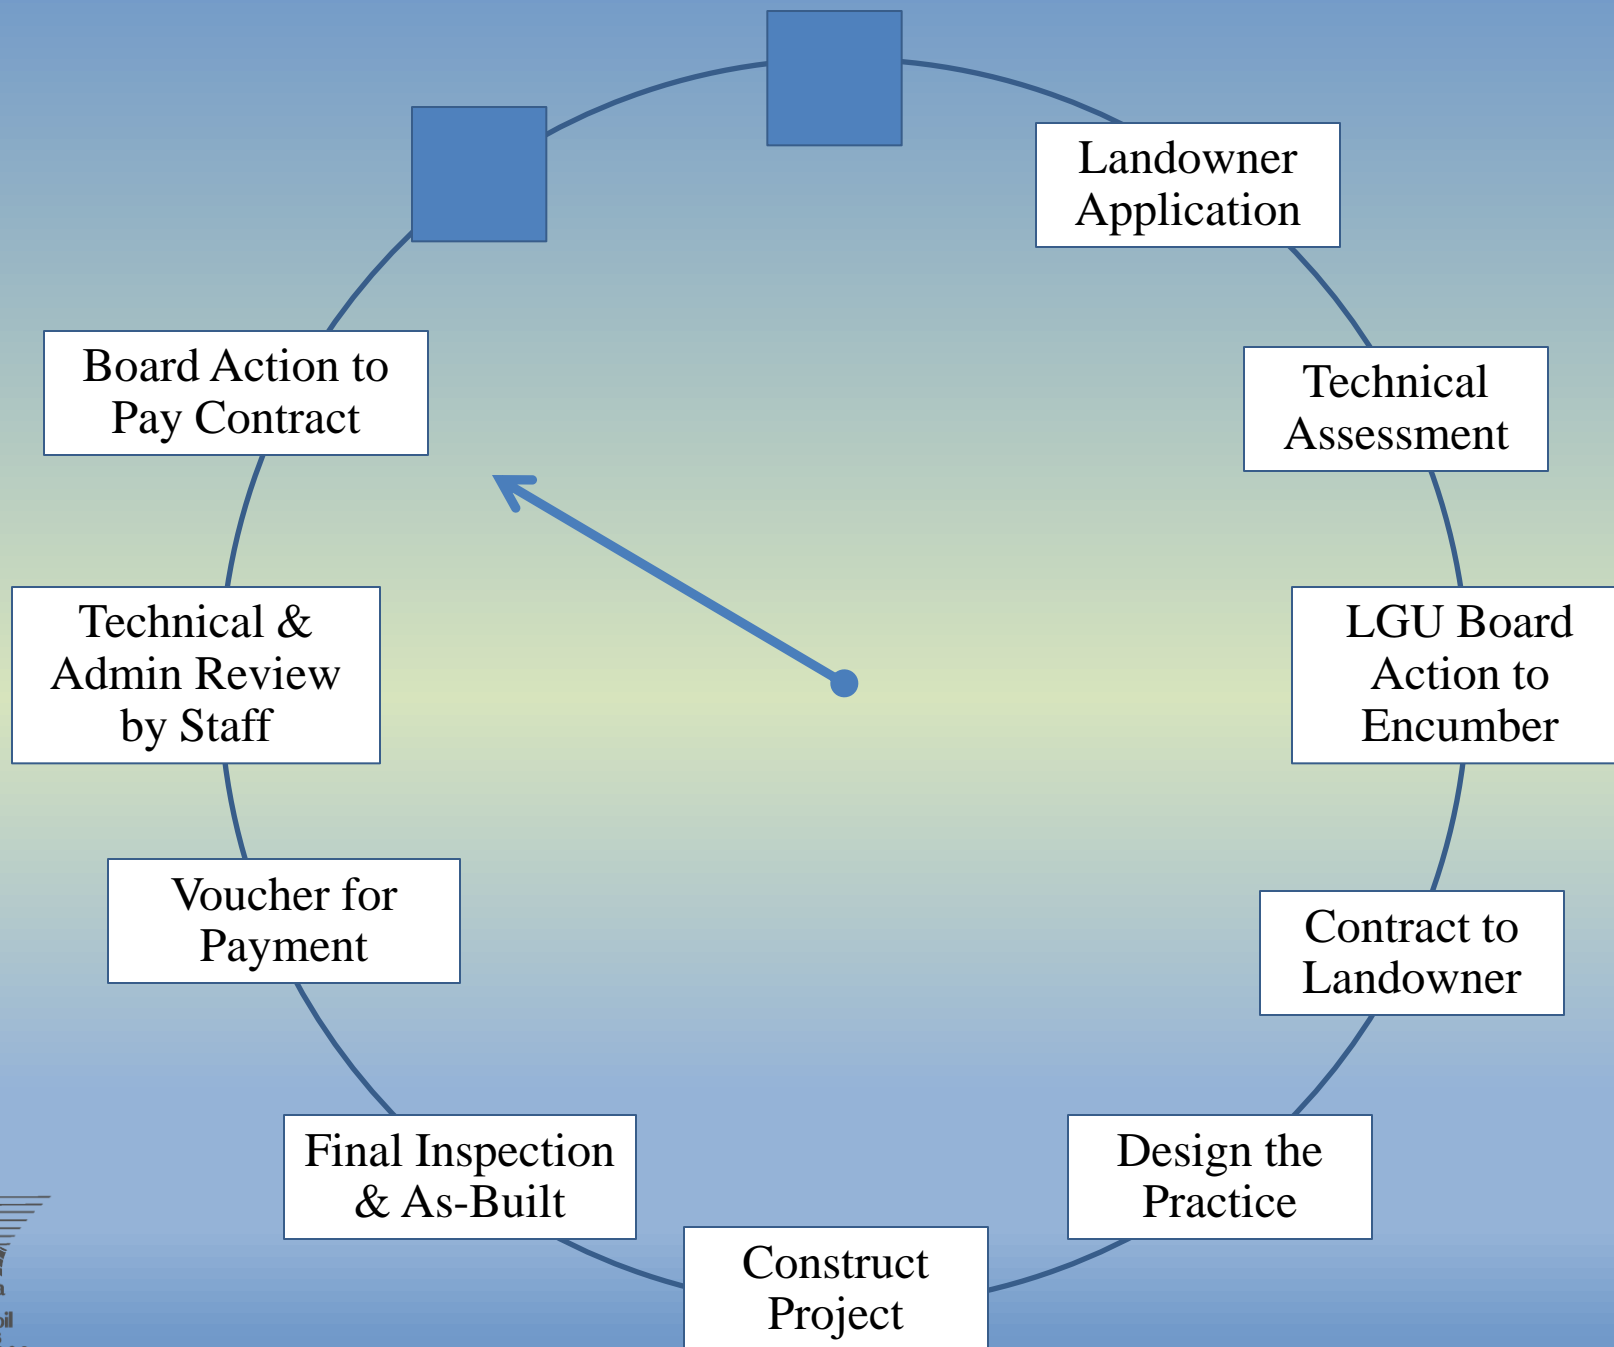 Landowner
Application
Technical
Assessment
LGU Board
Action to
Encumber
Contract to
Landowner
Design the
Practice
Construct
Project
Final Inspection
& As-Built
Voucher for
Payment
Technical &
Admin Review
by Staff
Board Action to
Pay Contract